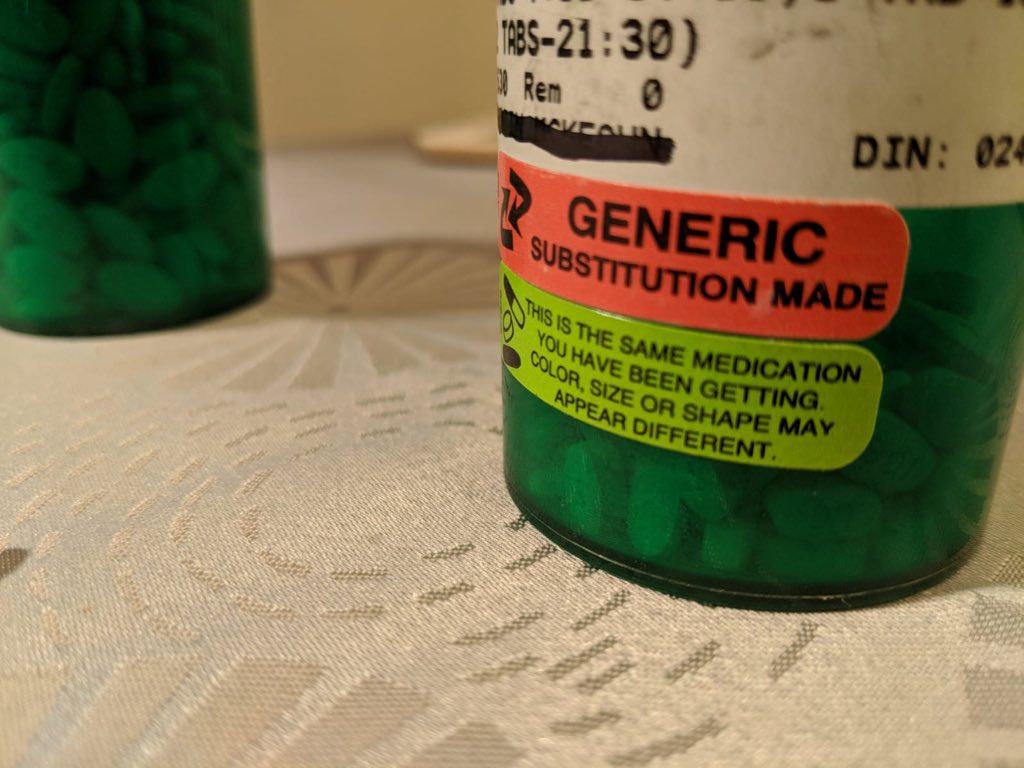 TABS-21:30)
Rem 0
DIN: 024
GENERIC
SUBSTITUTION MADE
THIS IS THE SAME MEDICATION
YOU HAVE BEEN GETTING.
COLOR, SIZE OR SHAPE MAY
APPEAR DIFFERENT.